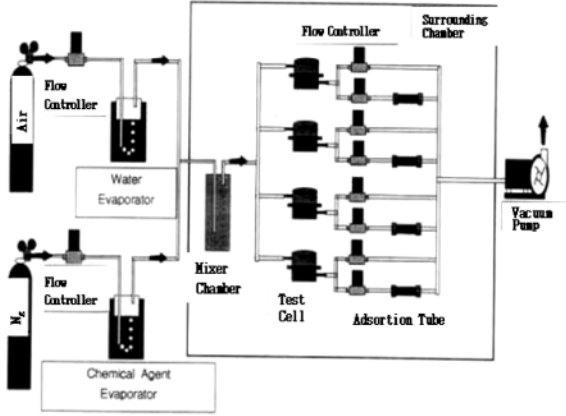 Surrounding
Chamber
Flow Controller
Flow
Controller
Air
Water
Evaporator
Vacuum
Pump
Mixer
Chamber
Flow
Controller
N2
Test
Cell
Adsortion Tube
Chemical Agent
Evaporator